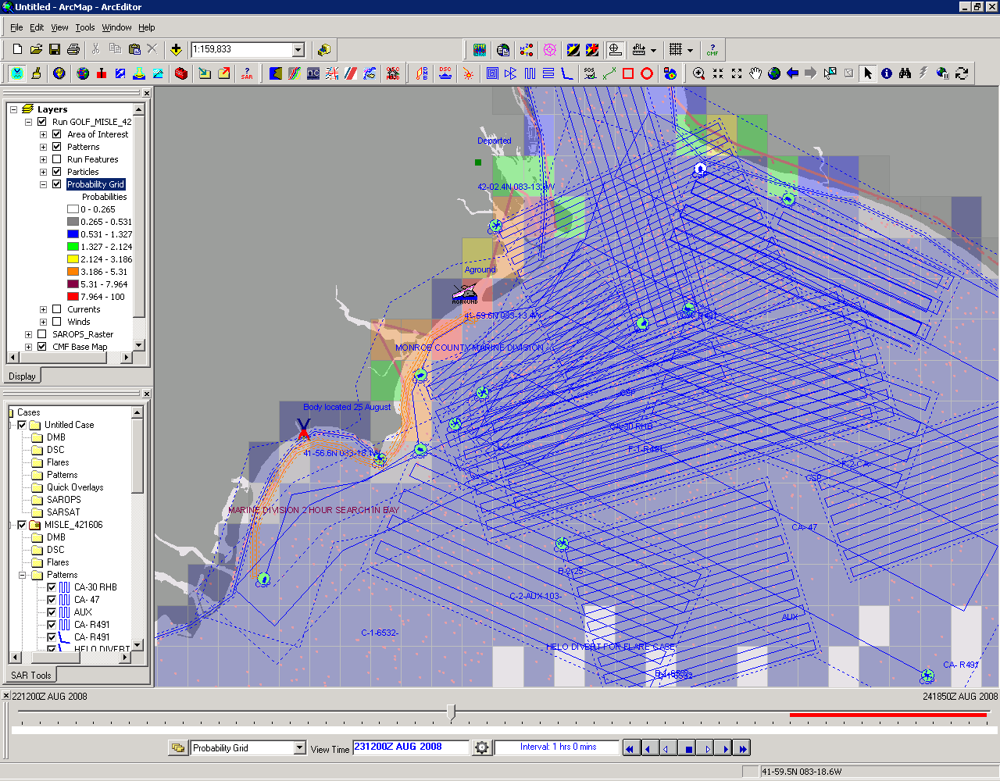 Untitled - ArcMap - ArcEditor
File Edit View Tools Window Help
1:159,833
Layers
Run GOLF_MISLE_42
Area of Interest
Patterns
Run Features
Particles
Probability Grid
Probabilities
0 - 0.265
0.265 - 0.531
0.531 - 1.327
1.327 - 2.124
2.124 - 3.186
3.186 - 5.31
5.31 - 7.964
7.964 - 100
Currents
Winds
SAROPS_Raster
CMF Base Map
Display
Cases
Untitled Case
DMB
DSC
Flares
Patterns
Quick Overlays
SAROPS
SARSAT
MISLE_421606
DMB
DSC
Flares
Patterns
CA-30 RHB
CA- 47
AUX
CA- R491
CA- R491
HELO DIVERT
SAR Tools
Departed
42-02.4N 083-13.
Aground
AGROUND
41-59.6N 083-13.4W
MONROE COUNTY MARINE DIVISION
Body located 25 August
41-56.6N 083-18.1W
MARINE DIVISION 2 HOUR SEARCH IN BAY
CSP
CA-30 RHB
F-1-R491-
F-2-CA-
CSP
CA- 47
B-2-25-
C-2-AUX 103-
C-1-6532-
AUX
HELO DIVERT FOR FLARE CASE
CA- R491
CSP
221200Z AUG 2008
241850Z AUG 2008
Probability Grid
View Time
231200Z AUG 2008
Interval: 1 hrs 0 mins
41-59.5N 083-18.6W